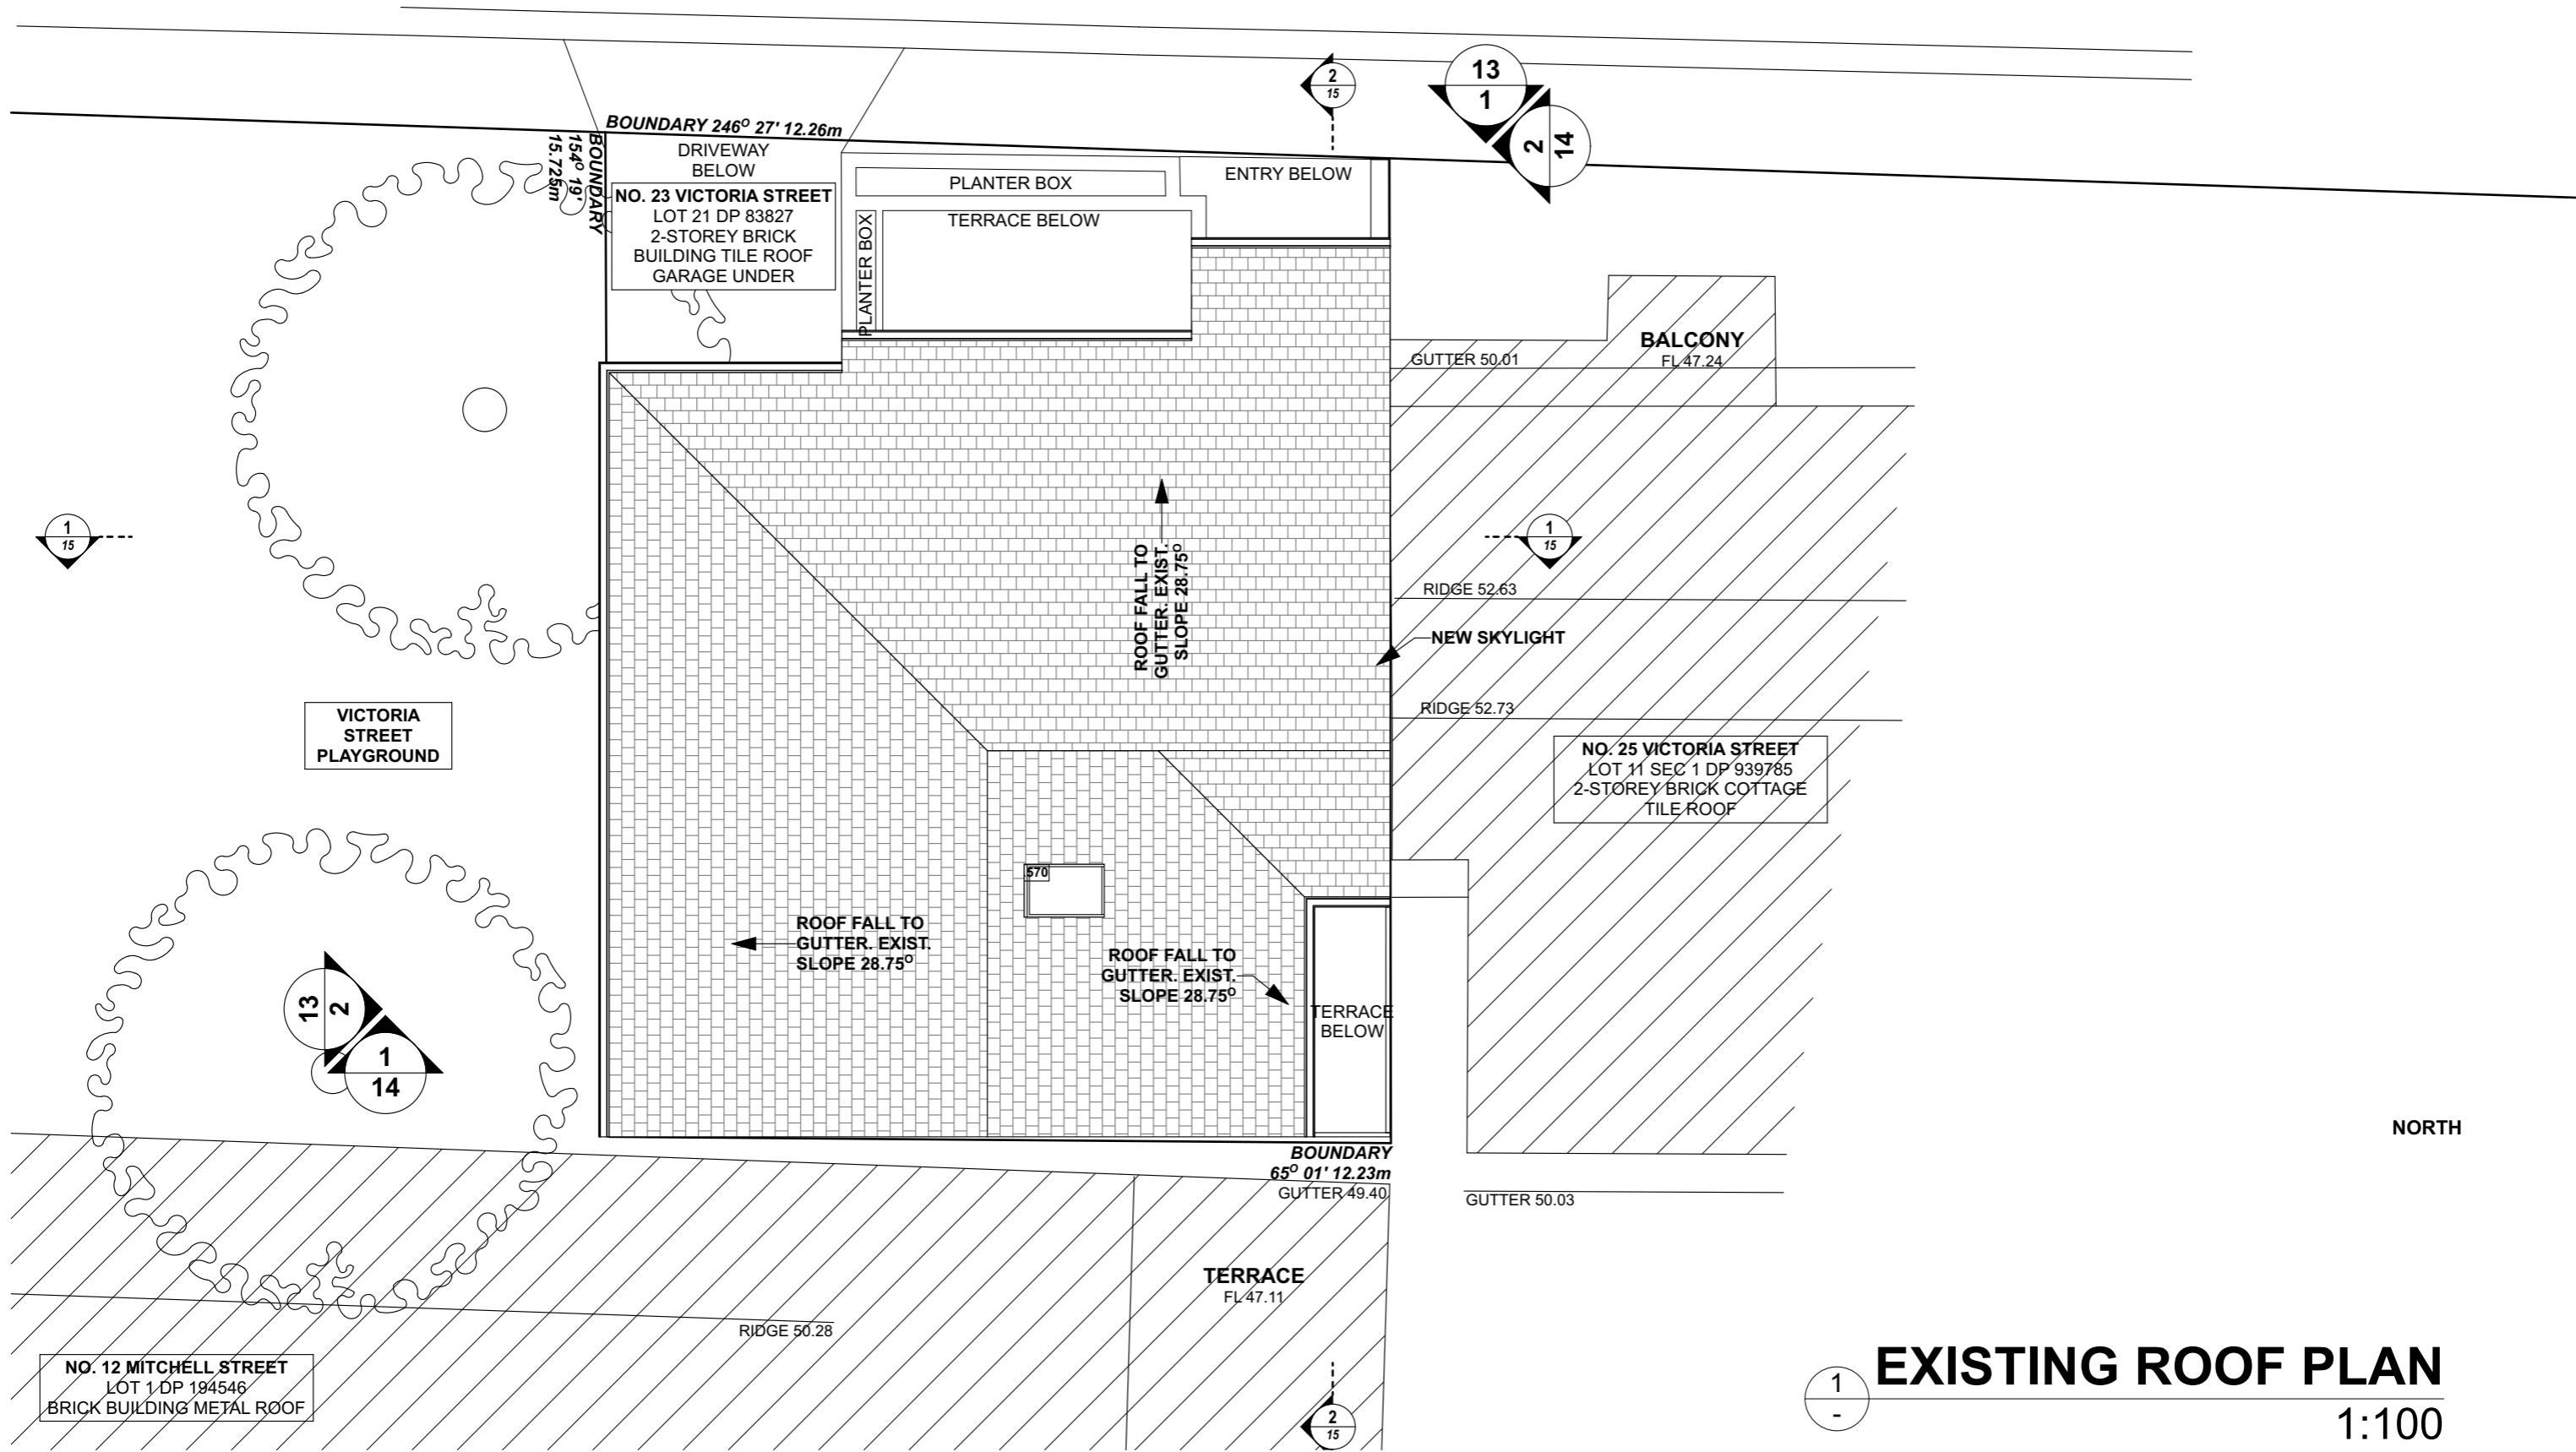 2
15
13
1
2
14
BOUNDARY 246O 27' 12.26m
BOUNDARY
154O 19'
15.725m
DRIVEWAY
BELOW
NO. 23 VICTORIA STREET
LOT 21 DP 83827
2-STOREY BRICK
BUILDING TILE ROOF
GARAGE UNDER
PLANTER BOX
ENTRY BELOW
PLANTER BOX
TERRACE BELOW
BALCONY
FL 47.24
GUTTER 50.01
1
15
1
15
ROOF FALL TO
GUTTER. EXIST.
SLOPE 28.75O
RIDGE 52.63
NEW SKYLIGHT
RIDGE 52.73
VICTORIA
STREET
PLAYGROUND
NO. 25 VICTORIA STREET
LOT 11 SEC 1 DP 939785
2-STOREY BRICK COTTAGE
TILE ROOF
570
ROOF FALL TO
GUTTER. EXIST.
SLOPE 28.75O
ROOF FALL TO
GUTTER. EXIST.
SLOPE 28.75O
TERRACE
BELOW
13
2
1
14
NORTH
BOUNDARY
65O 01' 12.23m
GUTTER 49.40
GUTTER 50.03
TERRACE
FL 47.11
RIDGE 50.28
NO. 12 MITCHELL STREET
LOT 1 DP 194546
BRICK BUILDING METAL ROOF
2
15
1
-
EXISTING ROOF PLAN
1:100